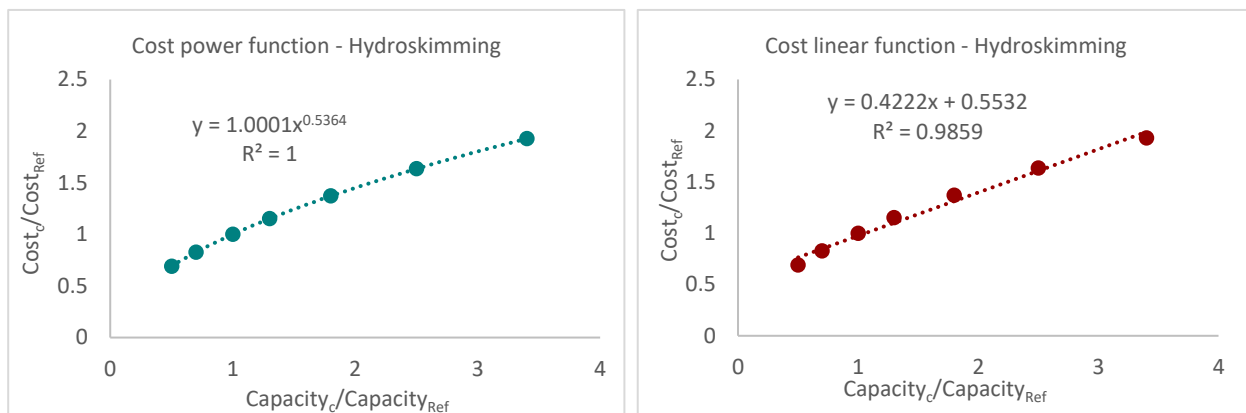 Cost power function - Hydroskimming
2.5
2
1.5
1
0.5
0
y = 1.0001x^0.5364
R² = 1
Cost_c/Cost_Ref
0 1 2 3 4
Capacity_c/Capacity_Ref
Cost linear function - Hydroskimming
2.5
2
1.5
1
0.5
0
y = 0.4222x + 0.5532
R² = 0.9859
Cost_c/Cost_Ref
0 1 2 3 4
Capacity_c/Capacity_Ref